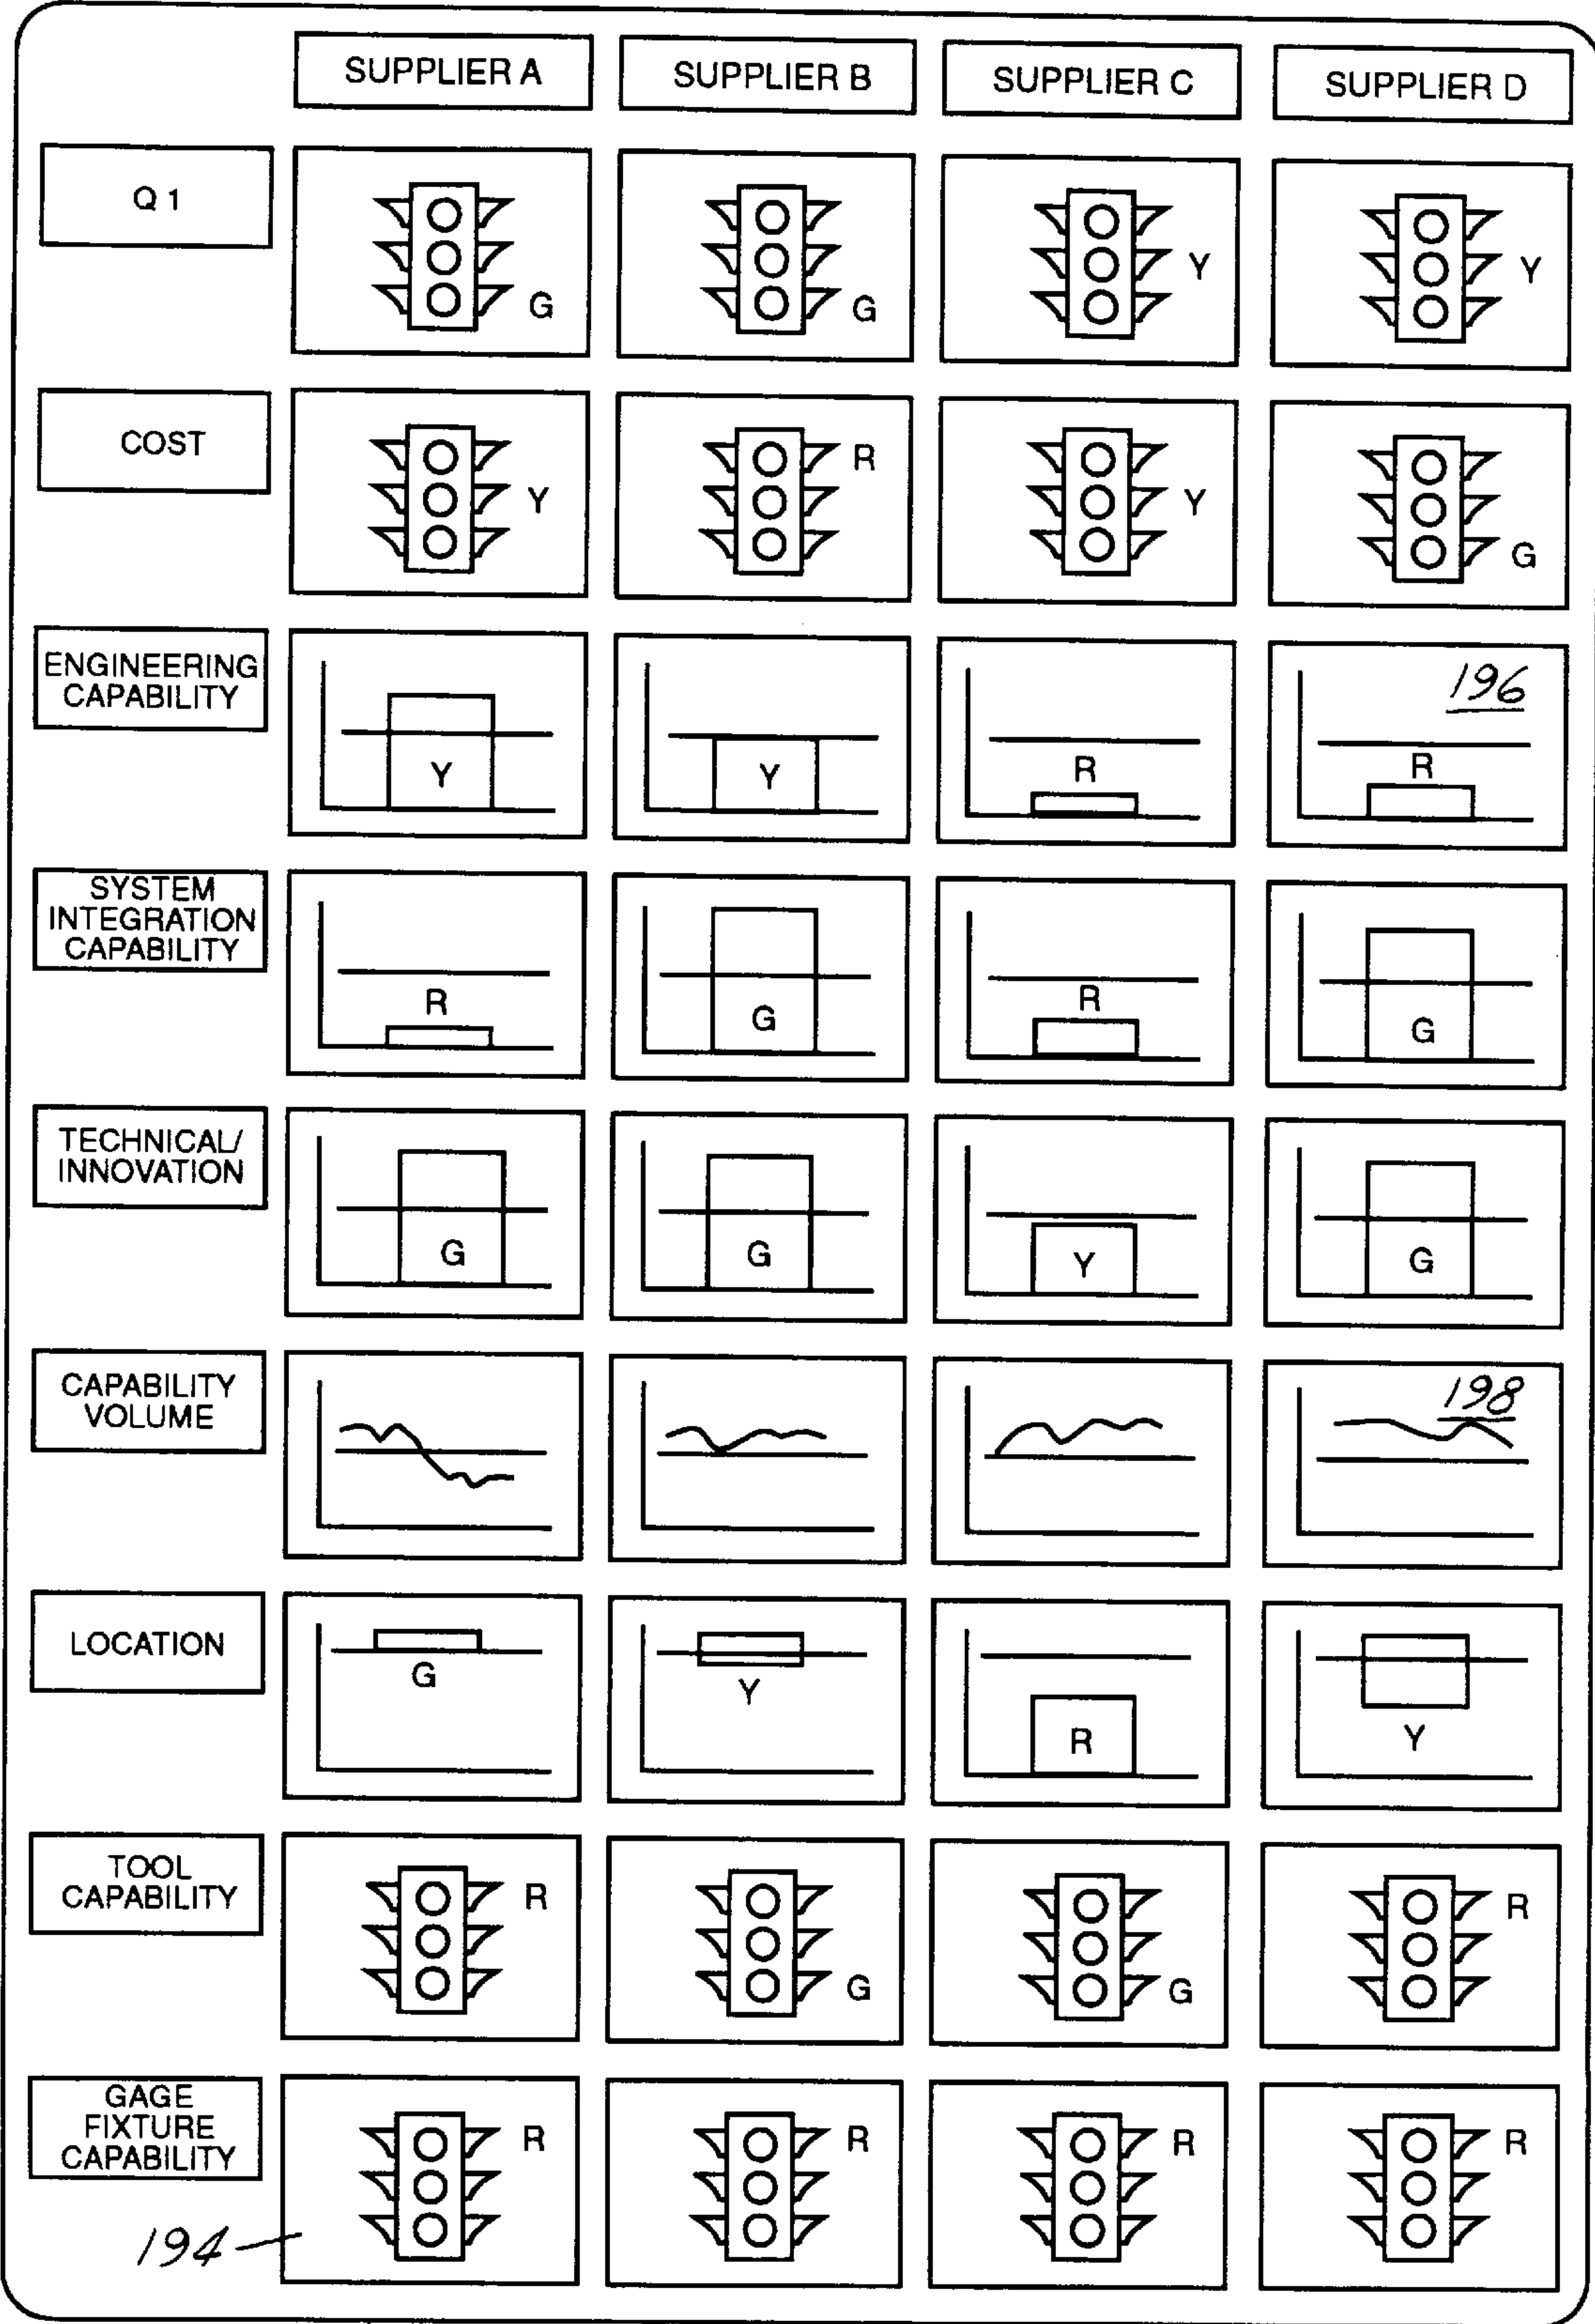 SUPPLIER A
SUPPLIER B
SUPPLIER C
SUPPLIER D
Q 1
G
G
Y
Y
COST
Y
R
Y
G
ENGINEERING
CAPABILITY
Y
Y
R
196
R
SYSTEM
INTEGRATION
CAPABILITY
R
G
R
G
TECHNICAL/
INNOVATION
G
G
Y
G
CAPABILITY
VOLUME
198
LOCATION
G
Y
R
Y
TOOL
CAPABILITY
R
G
G
R
GAGE
FIXTURE
CAPABILITY
R
R
R
R
194